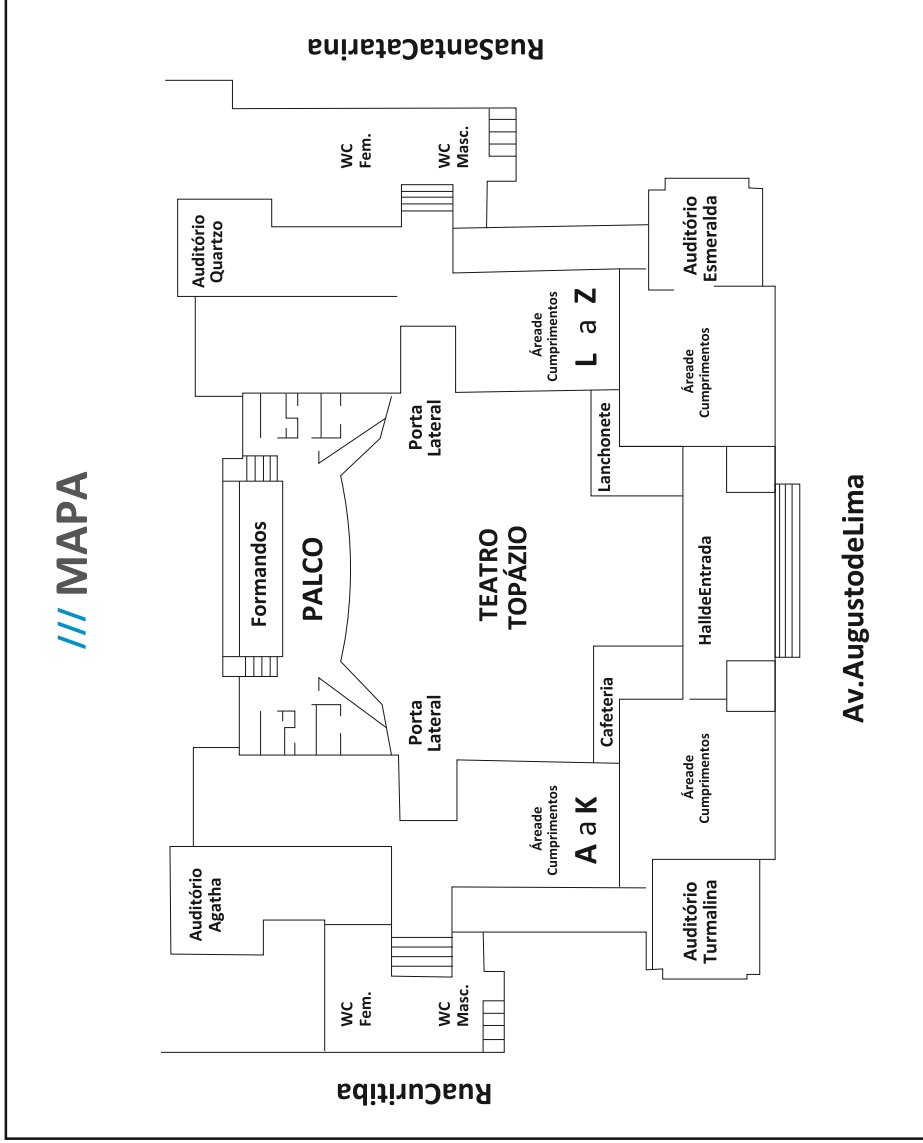 /// MAPA
RuaSantaCatarina
WC
Fem.
WC
Masc.
Auditório
Quartzo
Auditório
Esmeralda
Áreade
Cumprimentos
L a Z
Áreade
Cumprimentos
Porta
Lateral
Lanchonete
Formandos
PALCO
TEATRO
TOPÁZIO
HalldeEntrada
Av.AugustodeLima
Porta
Lateral
Cafeteria
Áreade
Cumprimentos
A a K
Áreade
Cumprimentos
Auditório
Agatha
Auditório
Turmalina
WC
Fem.
WC
Masc.
RuaCuritiba